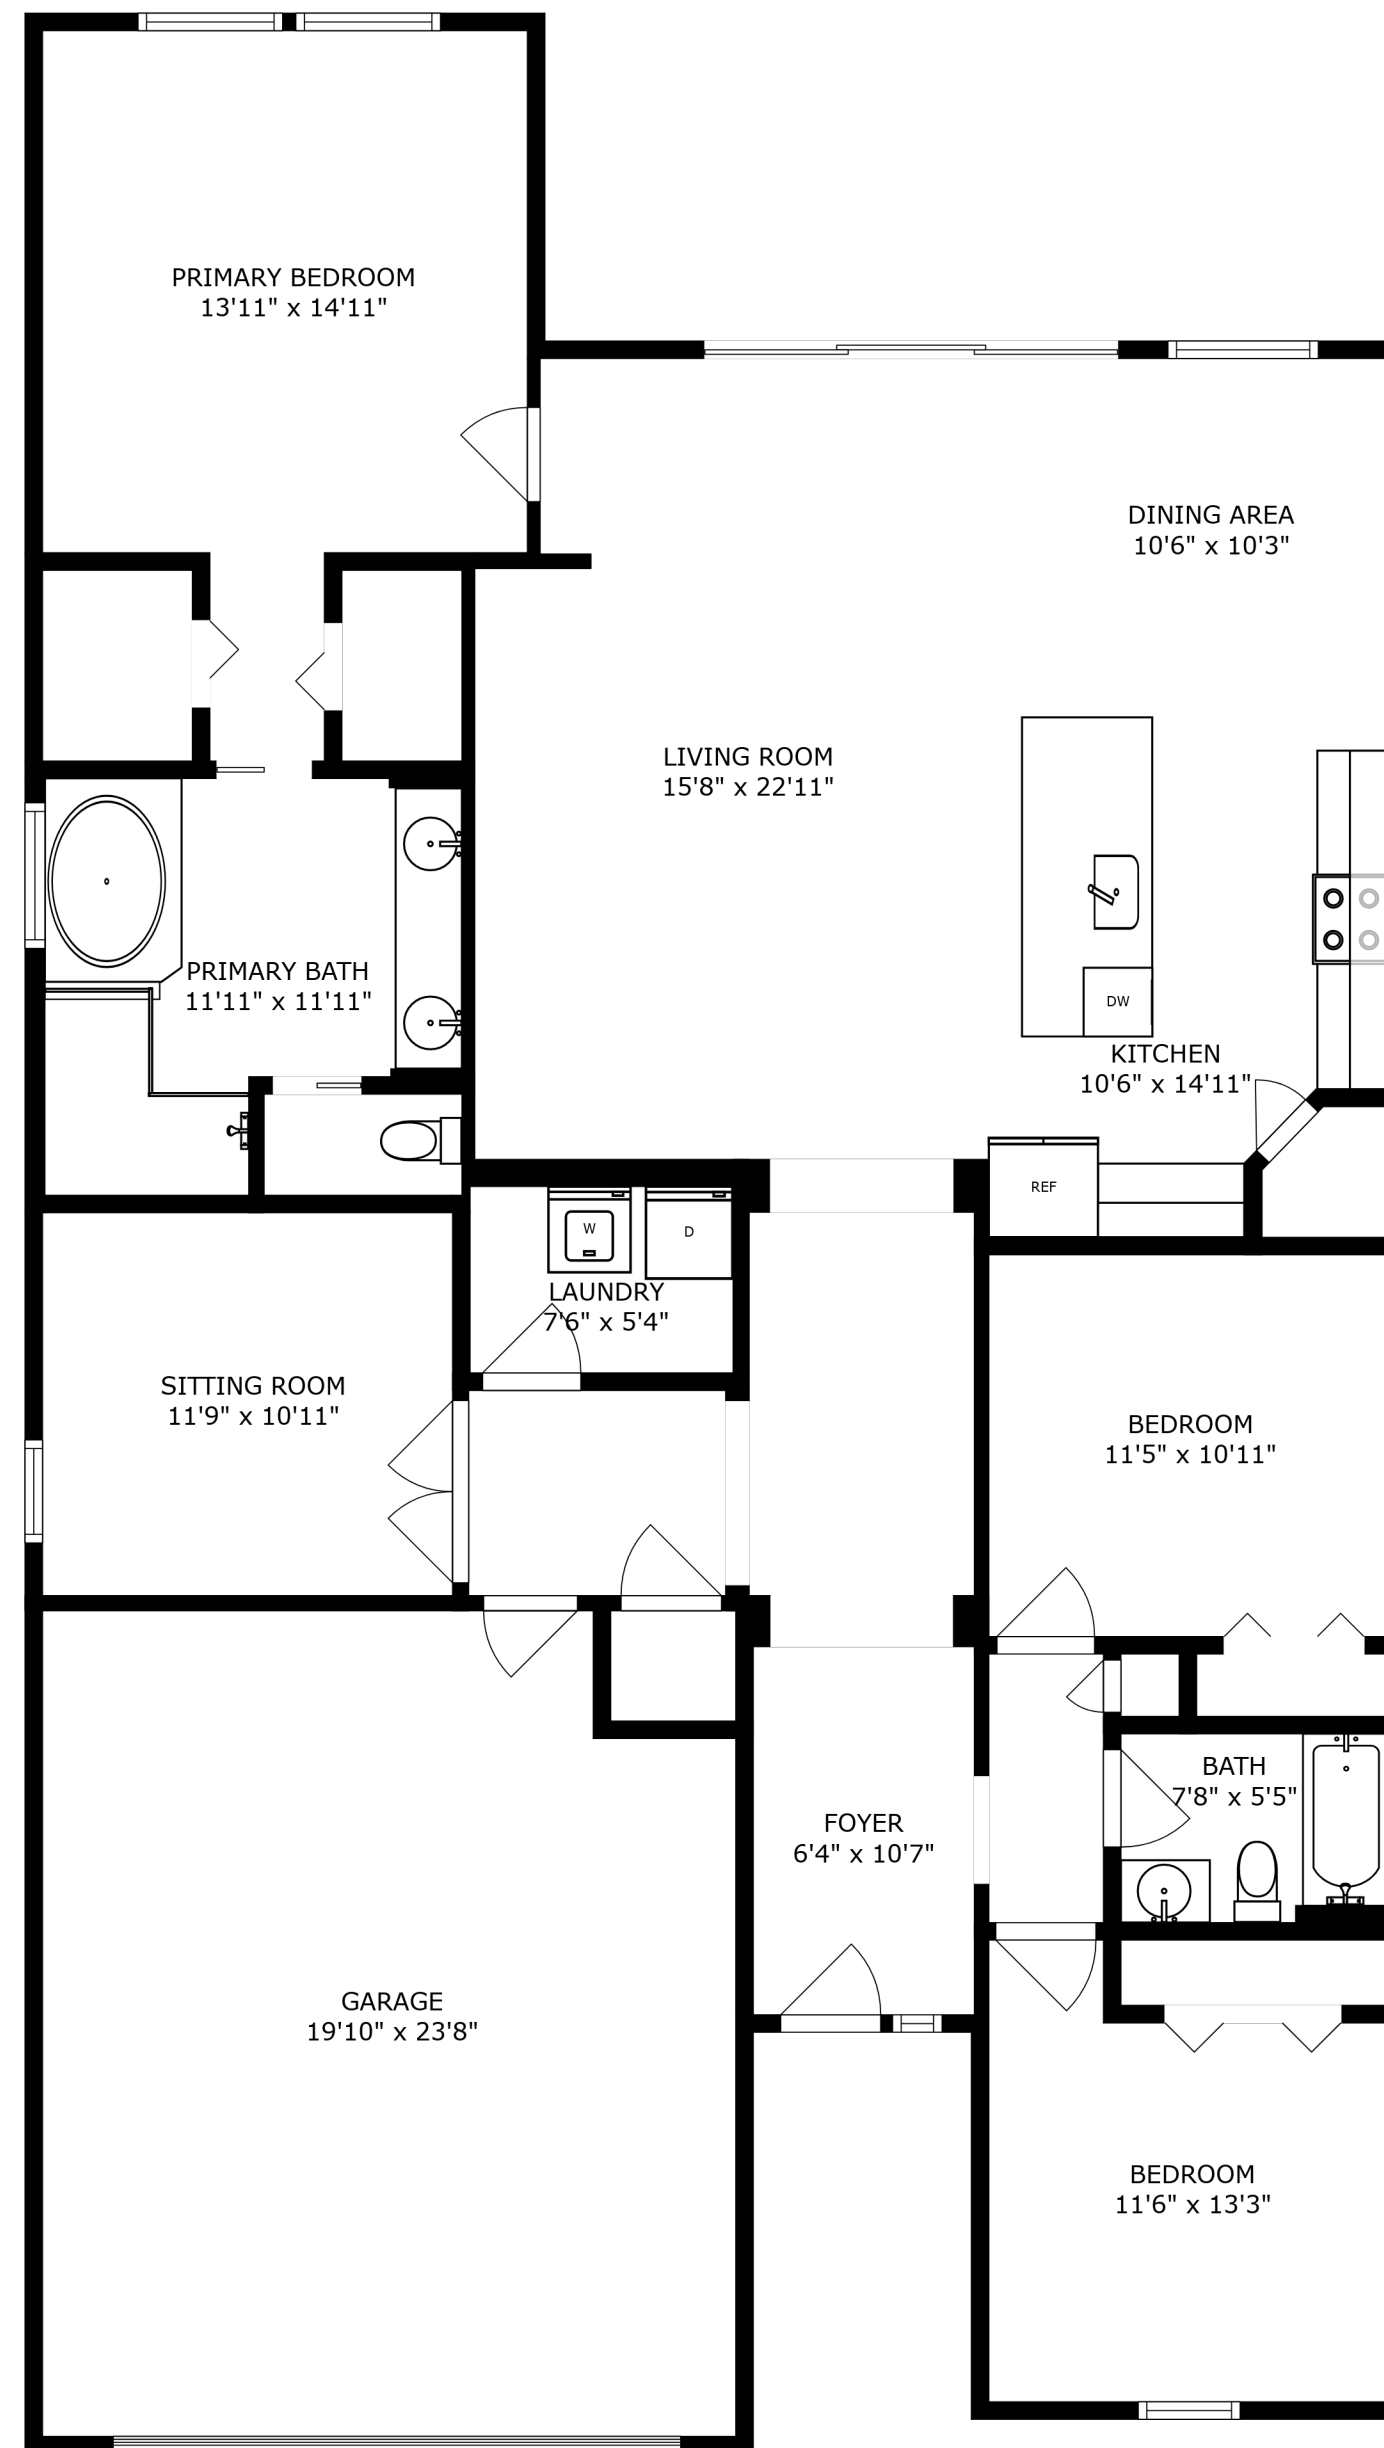 PRIMARY BEDROOM
13'11" x 14'11"
DINING AREA
10'6" x 10'3"
LIVING ROOM
15'8" x 22'11"
PRIMARY BATH
11'11" x 11'11"
DW
KITCHEN
10'6" x 14'11"
REF
W
D
LAUNDRY
7'6" x 5'4"
SITTING ROOM
11'9" x 10'11"
BEDROOM
11'5" x 10'11"
BATH
7'8" x 5'5"
FOYER
6'4" x 10'7"
GARAGE
19'10" x 23'8"
BEDROOM
11'6" x 13'3"